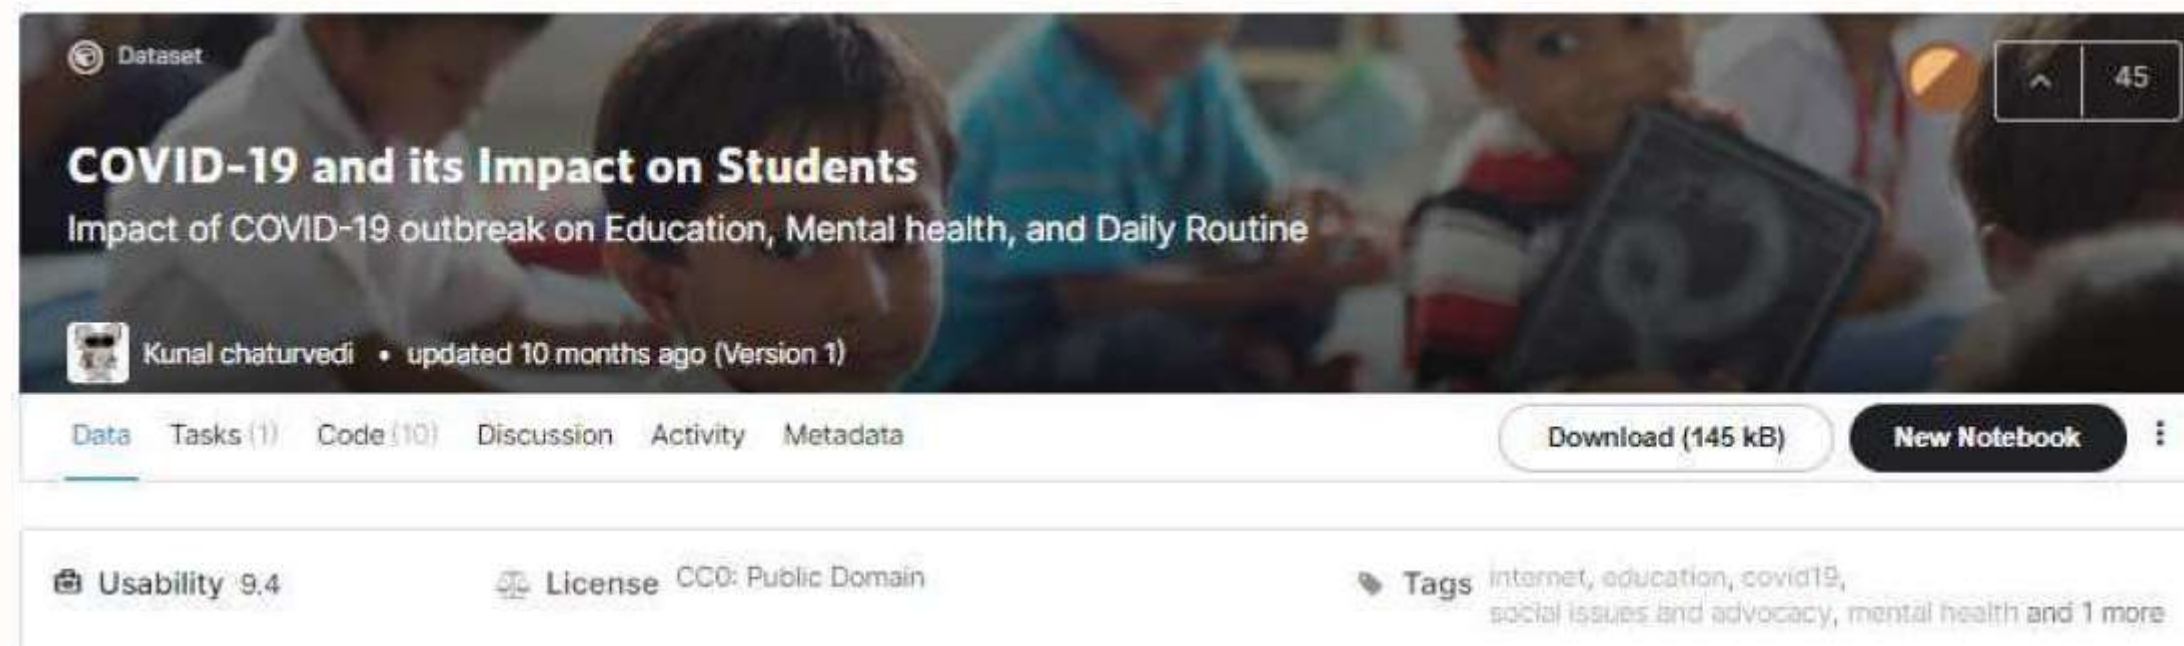 Dataset
45
COVID-19 and its Impact on Students
Impact of COVID-19 outbreak on Education, Mental health, and Daily Routine
Kunal chaturvedi • updated 10 months ago (Version 1)
Data Tasks (1) Code (10) Discussion Activity Metadata Download (145 kB) New Notebook
Usability 9.4 License CC0: Public Domain Tags internet, education, covid19,
social issues and advocacy, mental health and 1 more